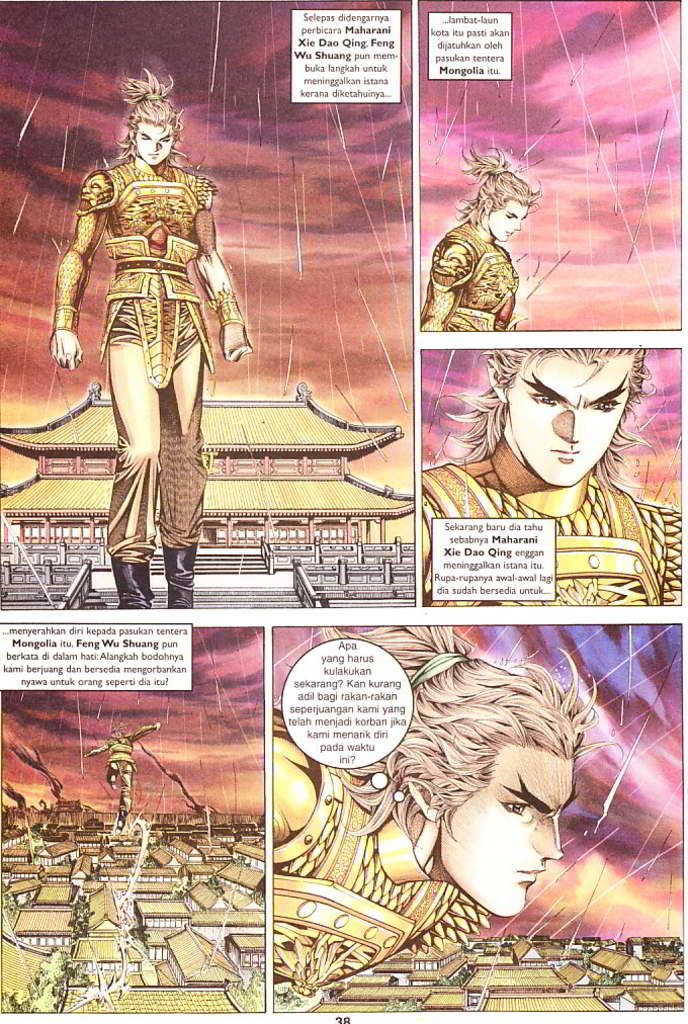 Selepas didengarnya
perbicara Maharani
Xie Dao Qing. Feng
Wu Shuang pun mem-
buka langkah untuk
meninggalkan istana
kerana diketahuinya...
...lambat-laun
kota itu pasti akan
dijatuhkan oleh
pasukan tentera
Mongolia itu.
Sekarang baru dia tahu
sebabnya Maharani
Xie Dao Qing enggan
meninggalkan istana itu.
Rupa-rupanya awal-awal lagi
dia sudah bersedia untuk...
...menyerahkan diri kepada pasukan tentera
Mongolia itu. Feng Wu Shuang pun
berkata di dalam hati:Alangkah bodohnya
kami berjuang dan bersedia mengorbankan
nyawa untuk orang seperti dia itu?
Apa
yang harus
kulakukan
sekarang? Kan kurang
adil bagi rakan-rakan
seperjuangan kami yang
telah menjadi korban jika
kami menarik diri
pada waktu
ini?
38